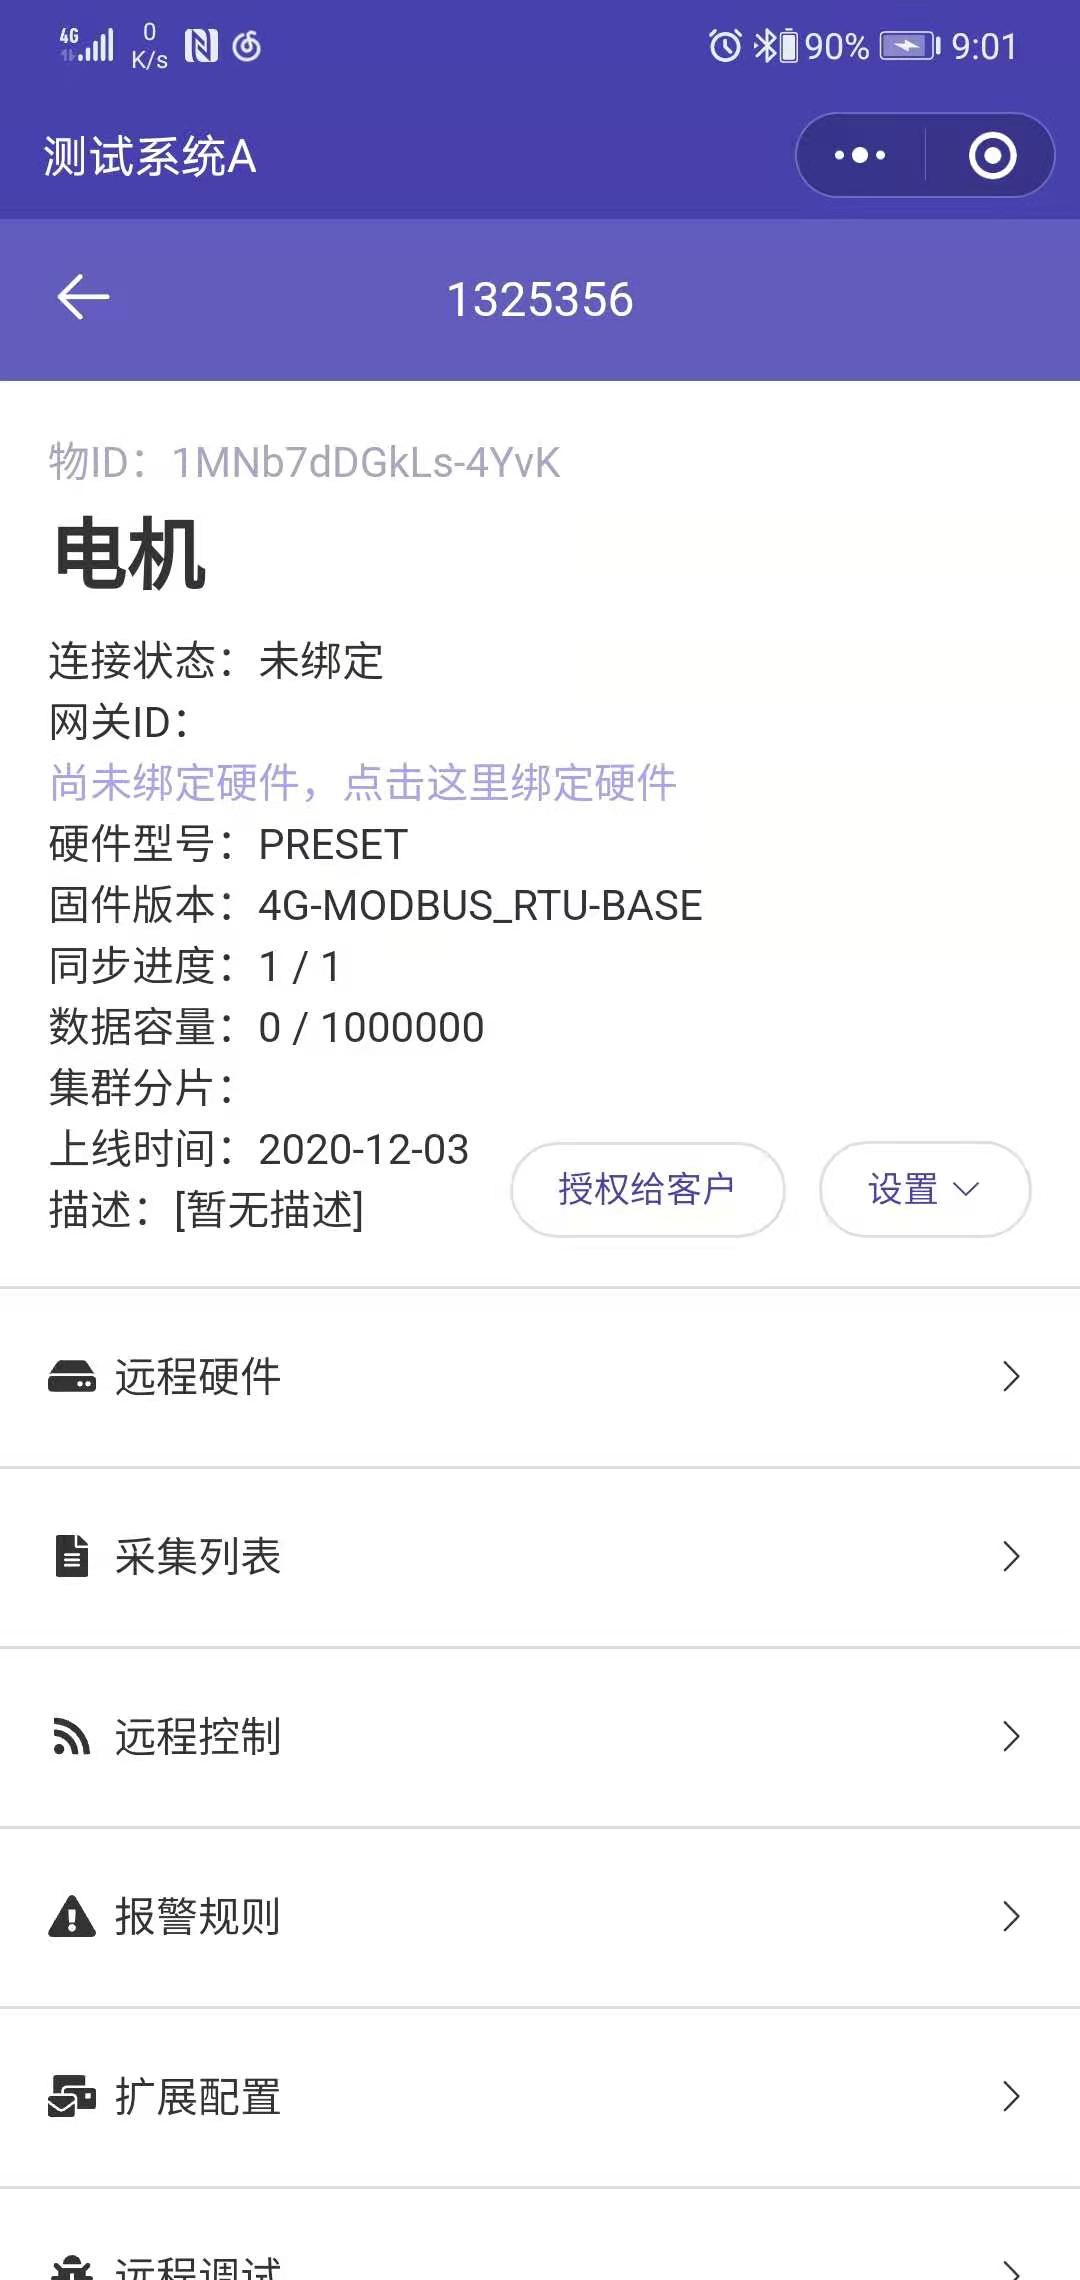 4G 0 K/s 90% 9:01
测试系统A
1325356
物ID：1MNb7dDGkLs-4YvK
电机
连接状态：未绑定
网关ID：
尚未绑定硬件，点击这里绑定硬件
硬件型号：PRESET
固件版本：4G-MODBUS_RTU-BASE
同步进度：1 / 1
数据容量：0 / 1000000
集群分片：
上线时间：2020-12-03
描述：[暂无描述]
授权给客户
设置
远程硬件
采集列表
远程控制
报警规则
扩展配置
远程调试